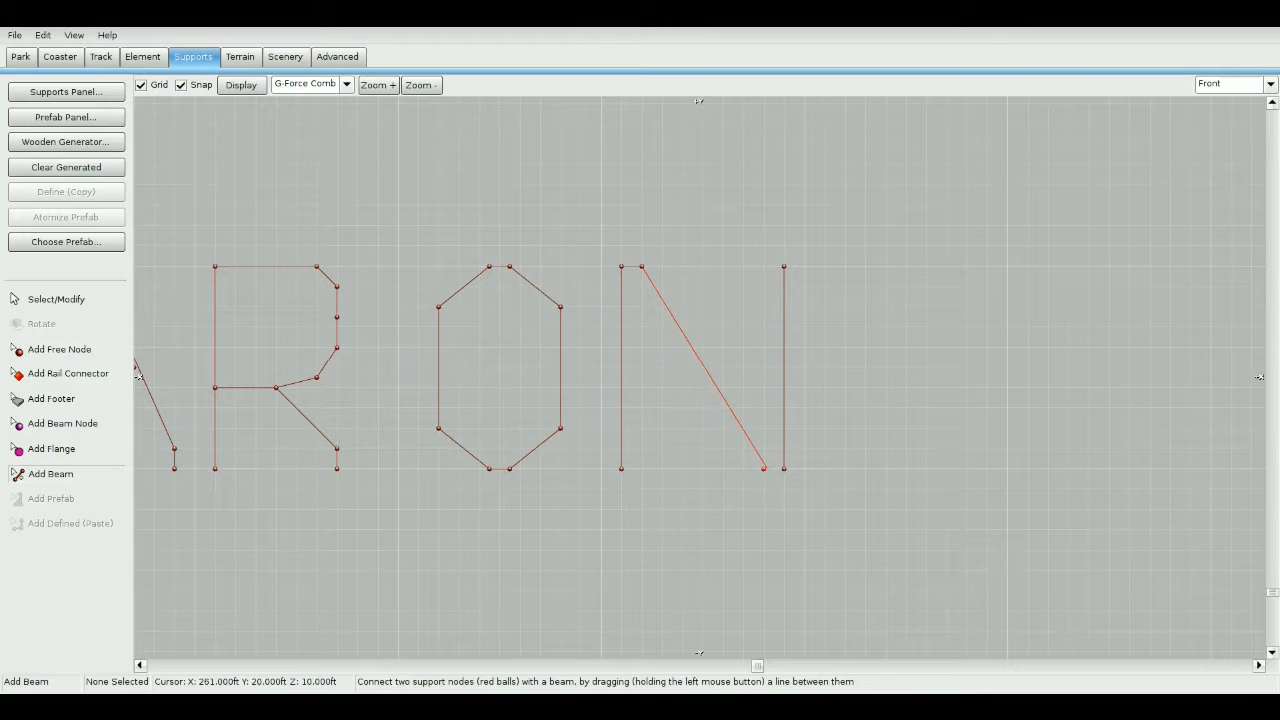 File Edit View Help
Park Coaster Track Element Supports Terrain Scenery Advanced
Supports Panel... Grid Snap Display G-Force Comb Zoom + Zoom - Front
Prefab Panel...
Wooden Generator...
Clear Generated
Define (Copy)
Atomize Prefab
Choose Prefab...
Select/Modify
Rotate
Add Free Node
Add Rail Connector
Add Footer
Add Beam Node
Add Flange
Add Beam
Add Prefab
Add Defined (Paste)
R O N
Add Beam None Selected Cursor: X: 261.000ft Y: 20.000ft Z: 10.000ft Connect two support nodes (red balls) with a beam, by dragging (holding the left mouse button) a line between them